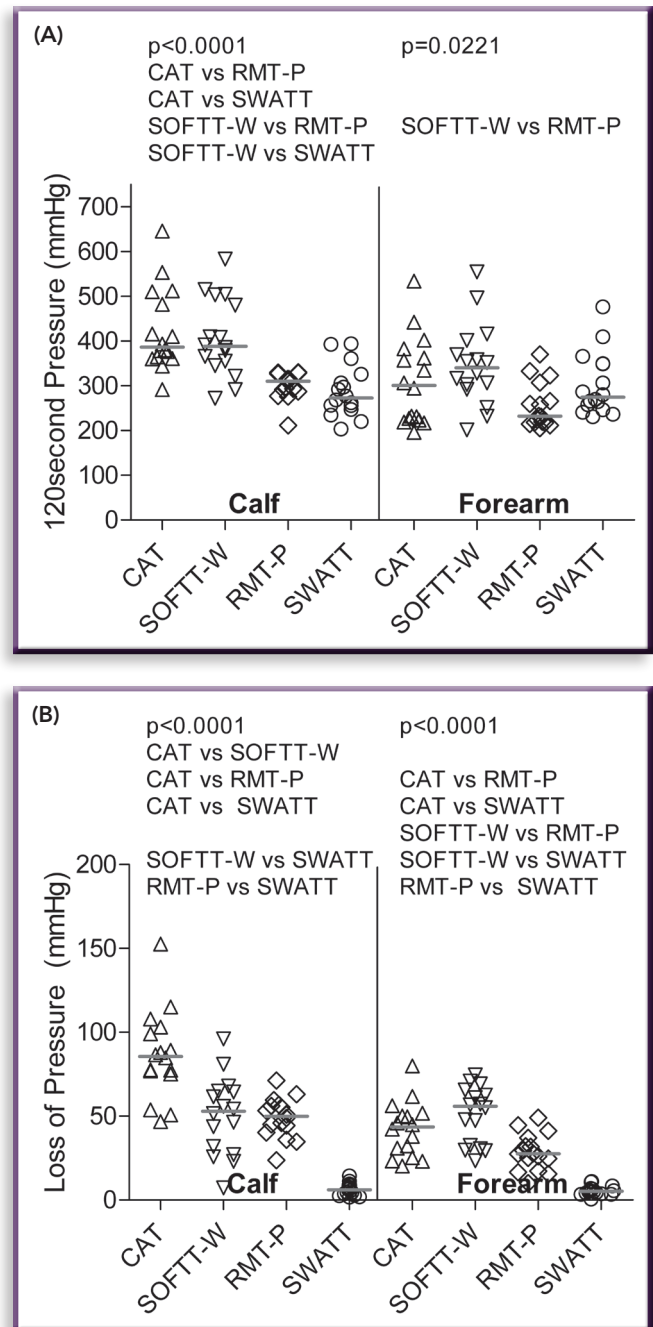 (A)
p<0.0001
CAT vs RMT-P
CAT vs SWATT
SOFTT-W vs RMT-P
SOFTT-W vs SWATT
p=0.0221
SOFTT-W vs RMT-P
120second Pressure (mmHg)
700
600
500
400
300
200
100
0
Calf
Forearm
CAT
SOFTT-W
RMT-P
SWATT
CAT
SOFTT-W
RMT-P
SWATT
(B)
p<0.0001
CAT vs SOFTT-W
CAT vs RMT-P
CAT vs SWATT
SOFTT-W vs SWATT
RMT-P vs SWATT
p<0.0001
CAT vs RMT-P
CAT vs SWATT
SOFTT-W vs RMT-P
SOFTT-W vs SWATT
RMT-P vs SWATT
Loss of Pressure (mmHg)
200
150
100
50
0
Calf
Forearm
CAT
SOFTT-W
RMT-P
SWATT
CAT
SOFTT-W
RMT-P
SWATT